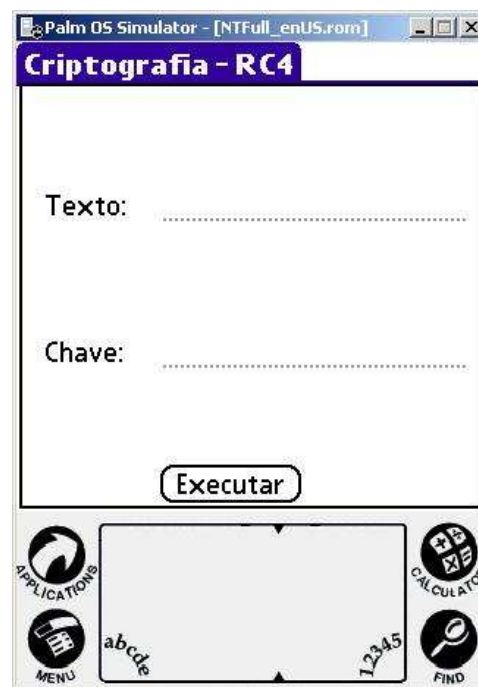 Palm OS Simulator - [NTFull_enUS.rom]
Criptografia - RC4
Texto:
Chave:
Executar
APPLICATIONS
CALCULATOR
abcde
12345
MENU
FIND